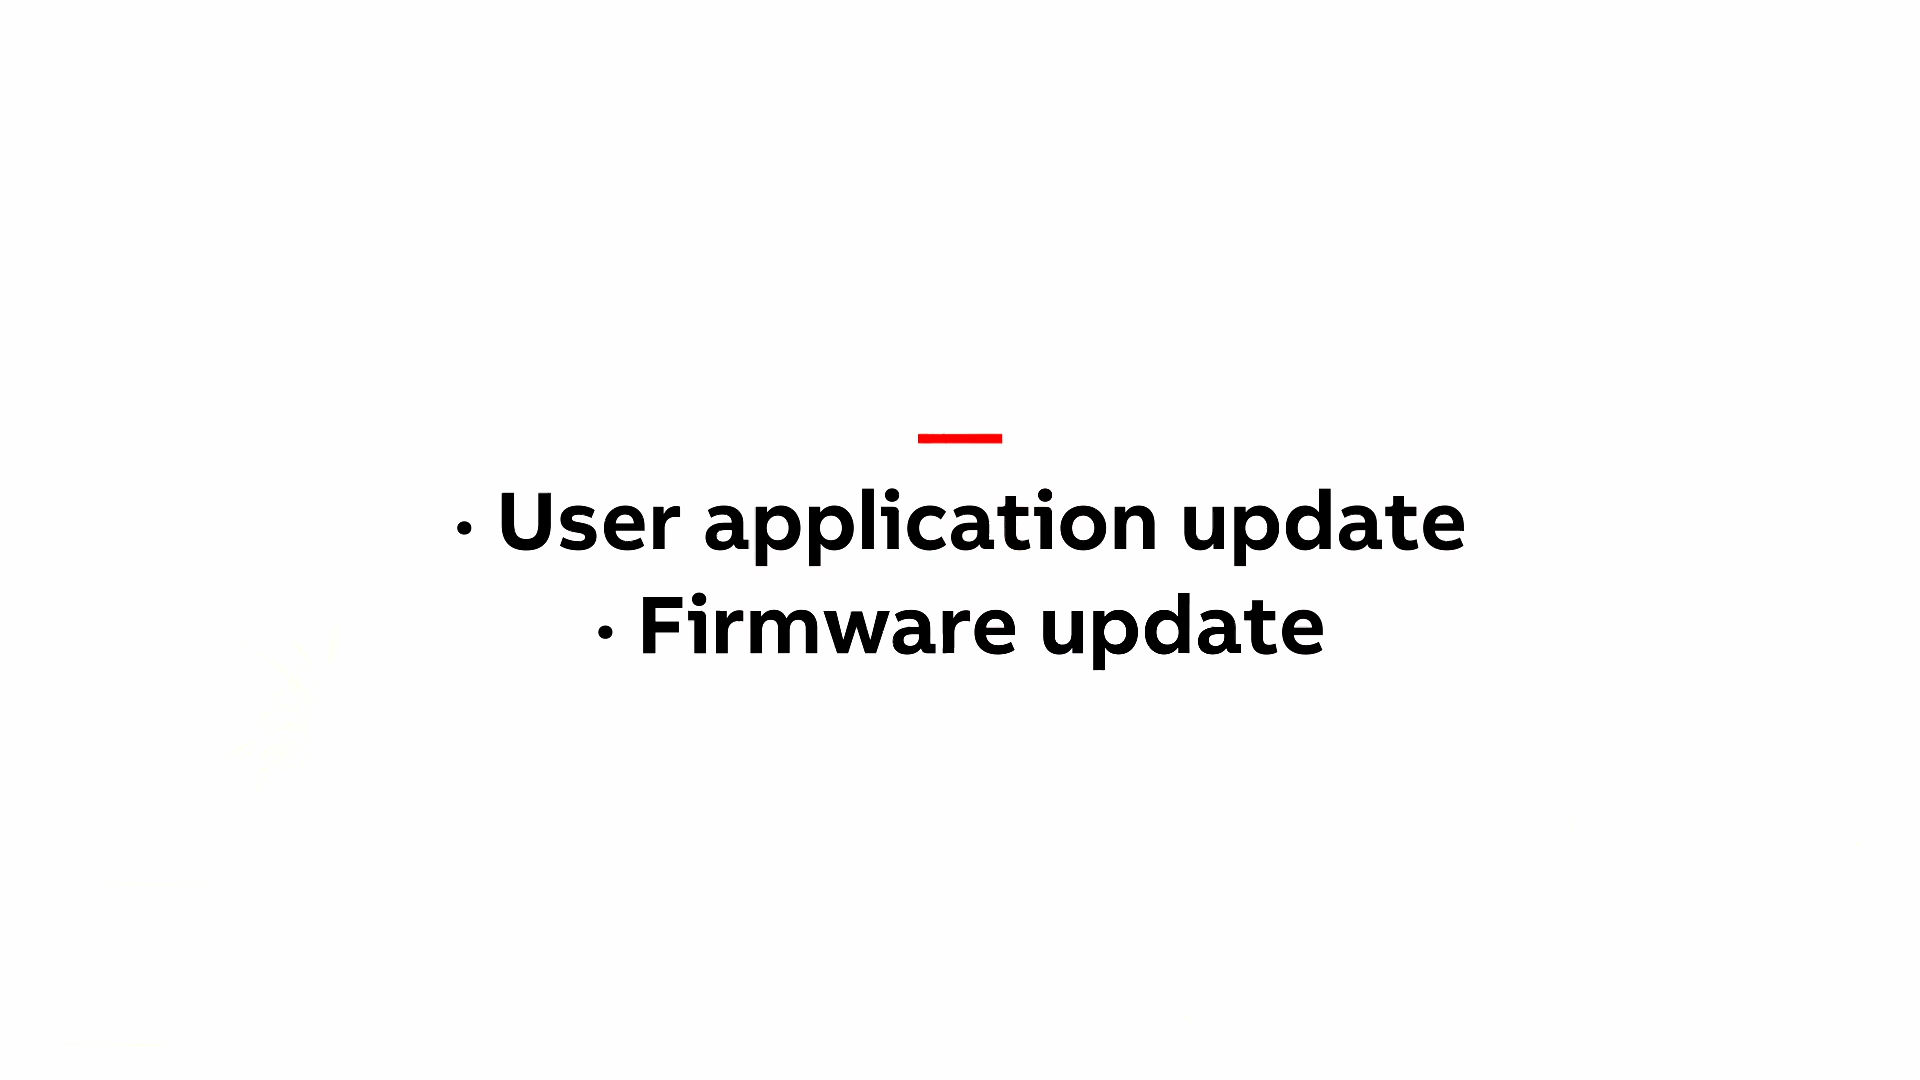 • User application update
• Firmware update